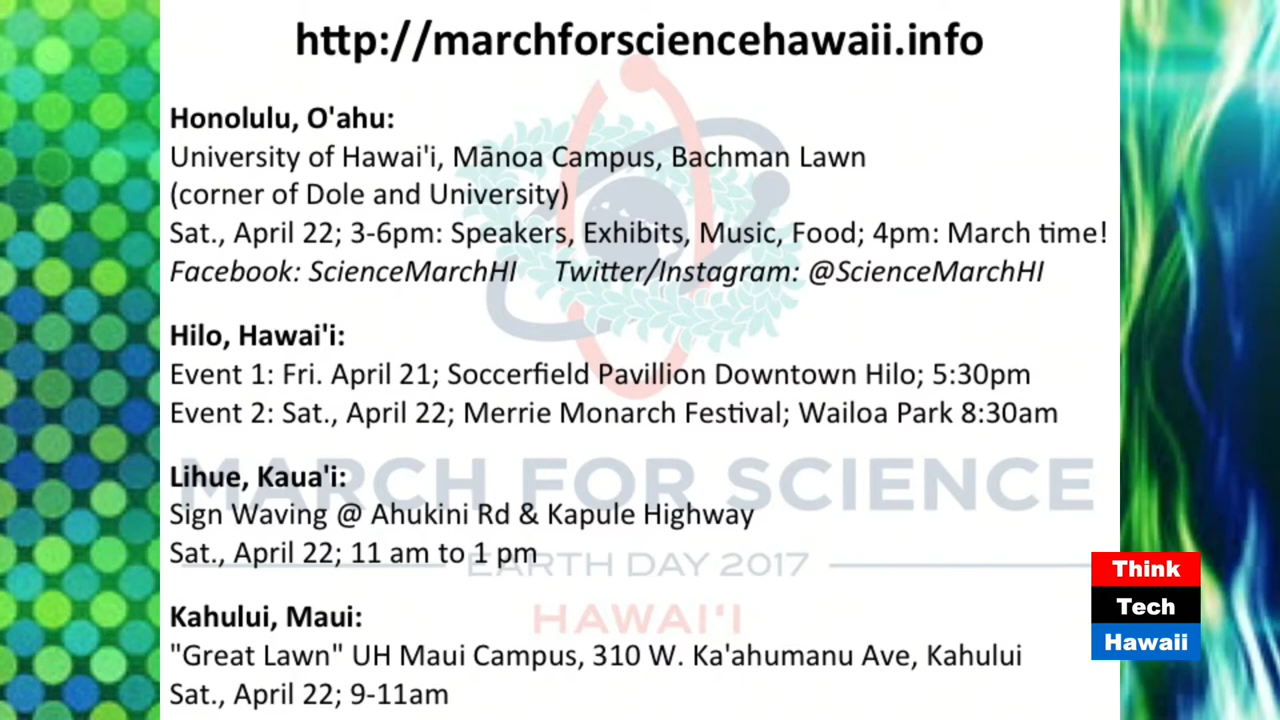 http://marchforsciencehawaii.info
Honolulu, O'ahu:
University of Hawai'i, Mānoa Campus, Bachman Lawn
(corner of Dole and University)
Sat., April 22; 3-6pm: Speakers, Exhibits, Music, Food; 4pm: March time!
Facebook: ScienceMarchHI Twitter/Instagram: @ScienceMarchHI
Hilo, Hawai'i:
Event 1: Fri. April 21; Soccerfield Pavillion Downtown Hilo; 5:30pm
Event 2: Sat., April 22; Merrie Monarch Festival; Wailoa Park 8:30am
Lihue, Kaua'i:
MARCH FOR SCIENCE
Sign Waving @ Ahukini Rd & Kapule Highway
Sat., April 22; 11 am to 1 pm
EARTH DAY 2017
HAWAI‘I
Kahului, Maui:
"Great Lawn" UH Maui Campus, 310 W. Ka'ahumanu Ave, Kahului
Sat., April 22; 9-11am
Think
Tech
Hawaii